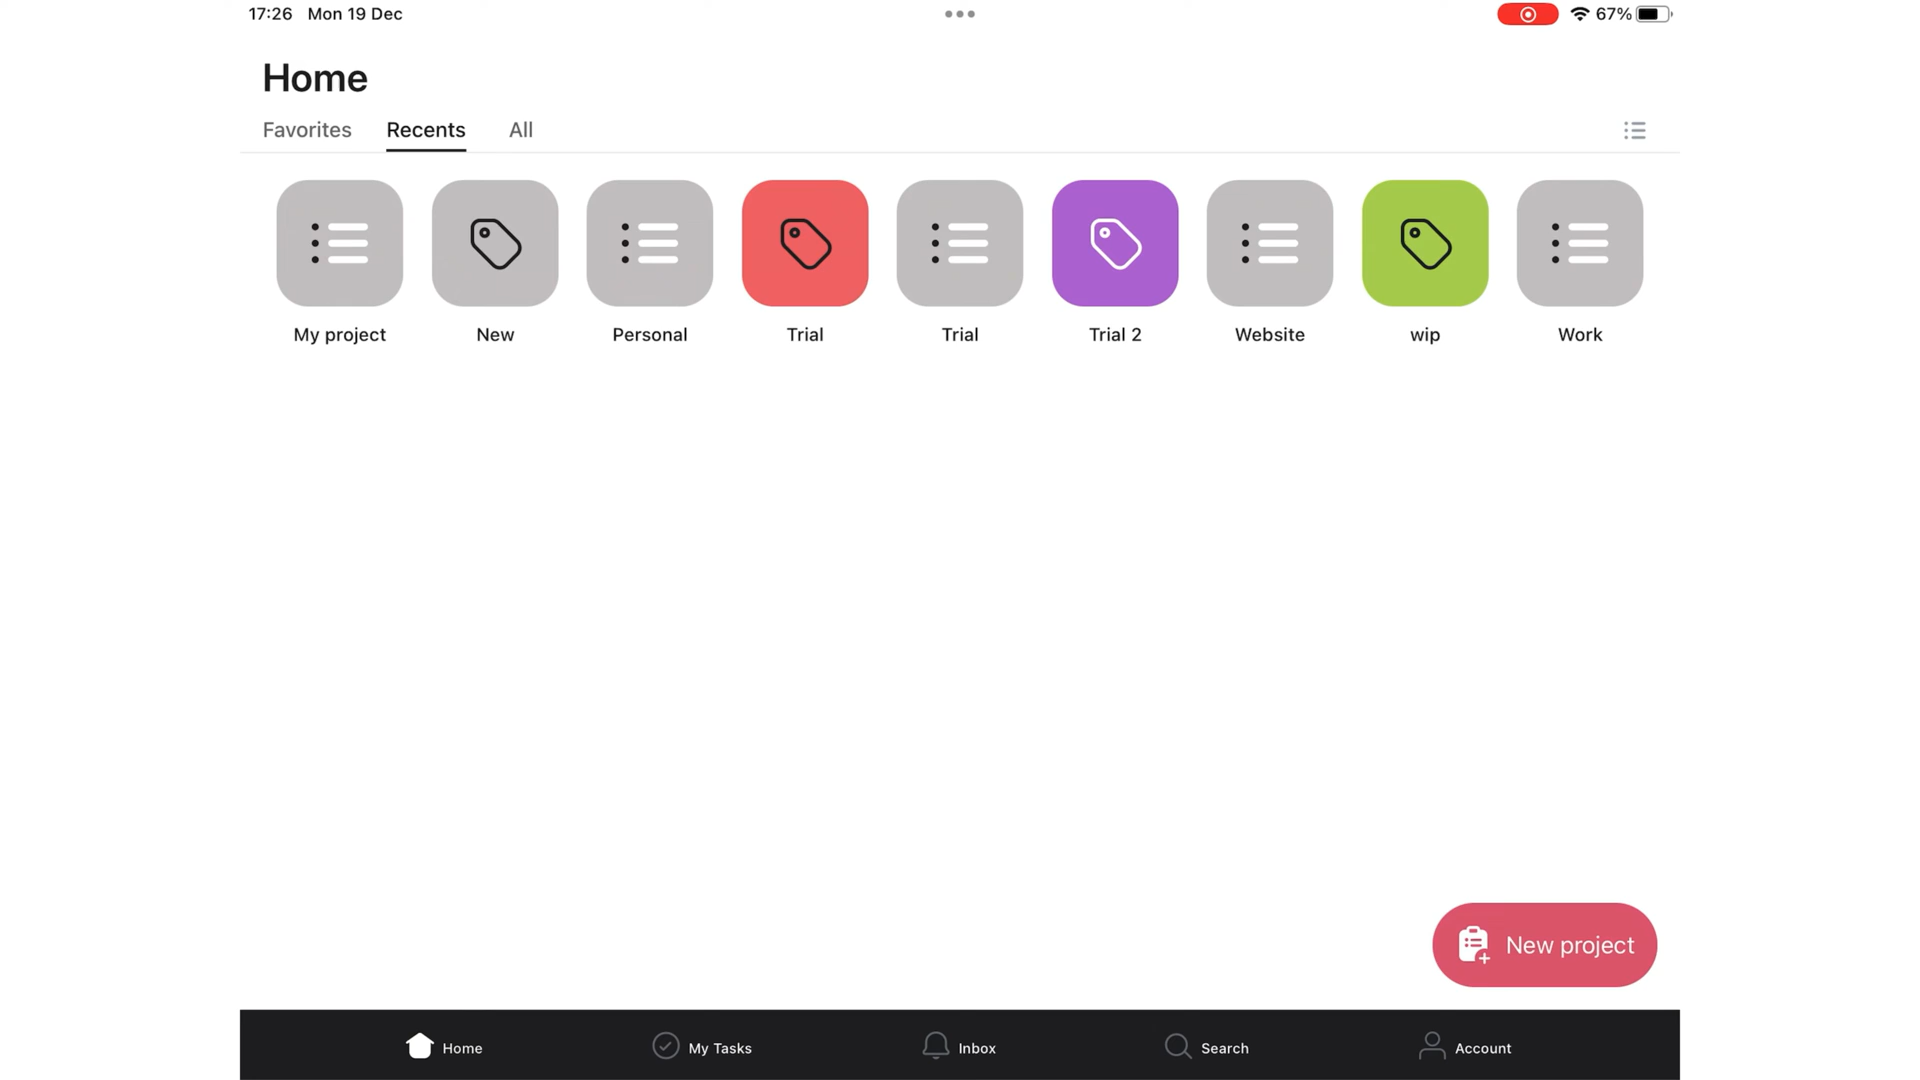 17:26 Mon 19 Dec
67%
Home
Favorites Recents All
My project New Personal Trial Trial Trial 2 Website wip Work
New project
Home My Tasks Inbox Search Account